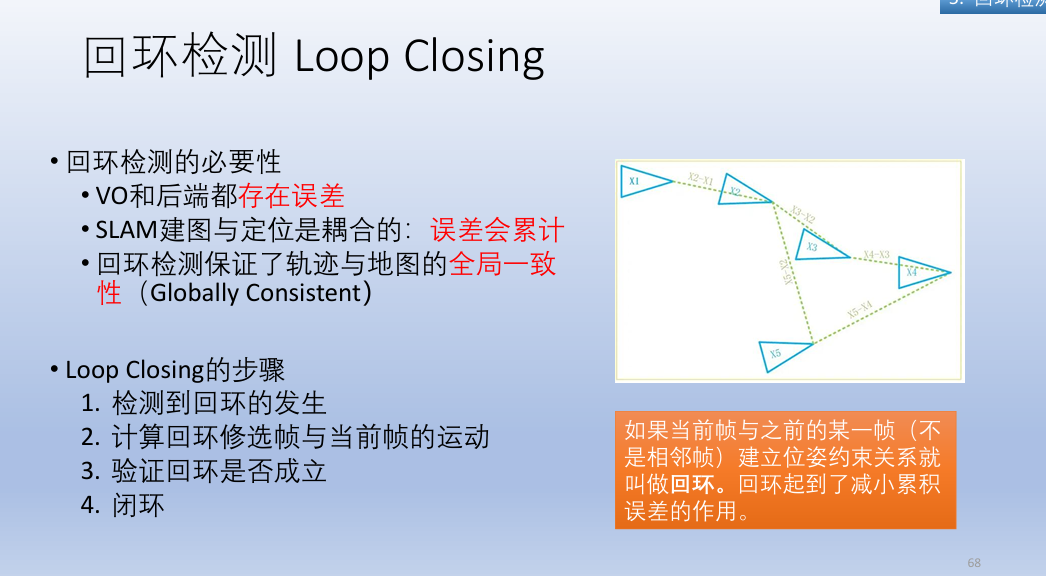 5. 回环检测
回环检测 Loop Closing
• 回环检测的必要性
• VO和后端都存在误差
• SLAM建图与定位是耦合的：误差会累计
• 回环检测保证了轨迹与地图的全局一致
性（Globally Consistent)
• Loop Closing的步骤
1. 检测到回环的发生
2. 计算回环修选帧与当前帧的运动
3. 验证回环是否成立
4. 闭环
X1
X2-X1
X2
X3-X2
X3
X4-X3
X4
X5-X2
X5-X4
X5
如果当前帧与之前的某一帧（不
是相邻帧）建立位姿约束关系就
叫做回环。回环起到了减小累积
误差的作用。
68